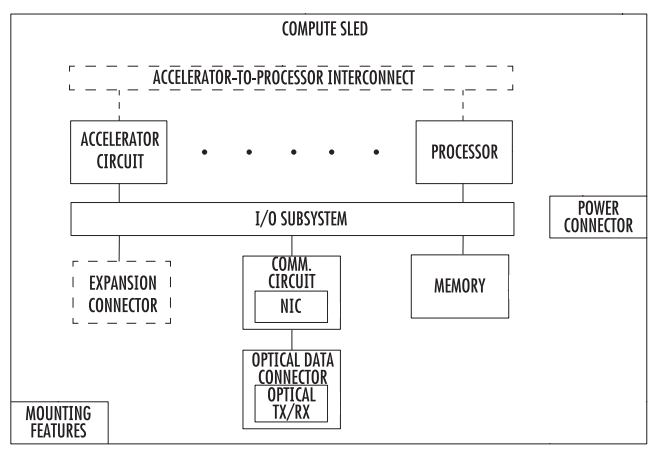 COMPUTE SLED
ACCELERATOR-TO-PROCESSOR INTERCONNECT
ACCELERATOR
CIRCUIT
PROCESSOR
I/O SUBSYSTEM
POWER
CONNECTOR
EXPANSION
CONNECTOR
COMM.
CIRCUIT
NIC
MEMORY
OPTICAL DATA
CONNECTOR
OPTICAL
TX/RX
MOUNTING
FEATURES